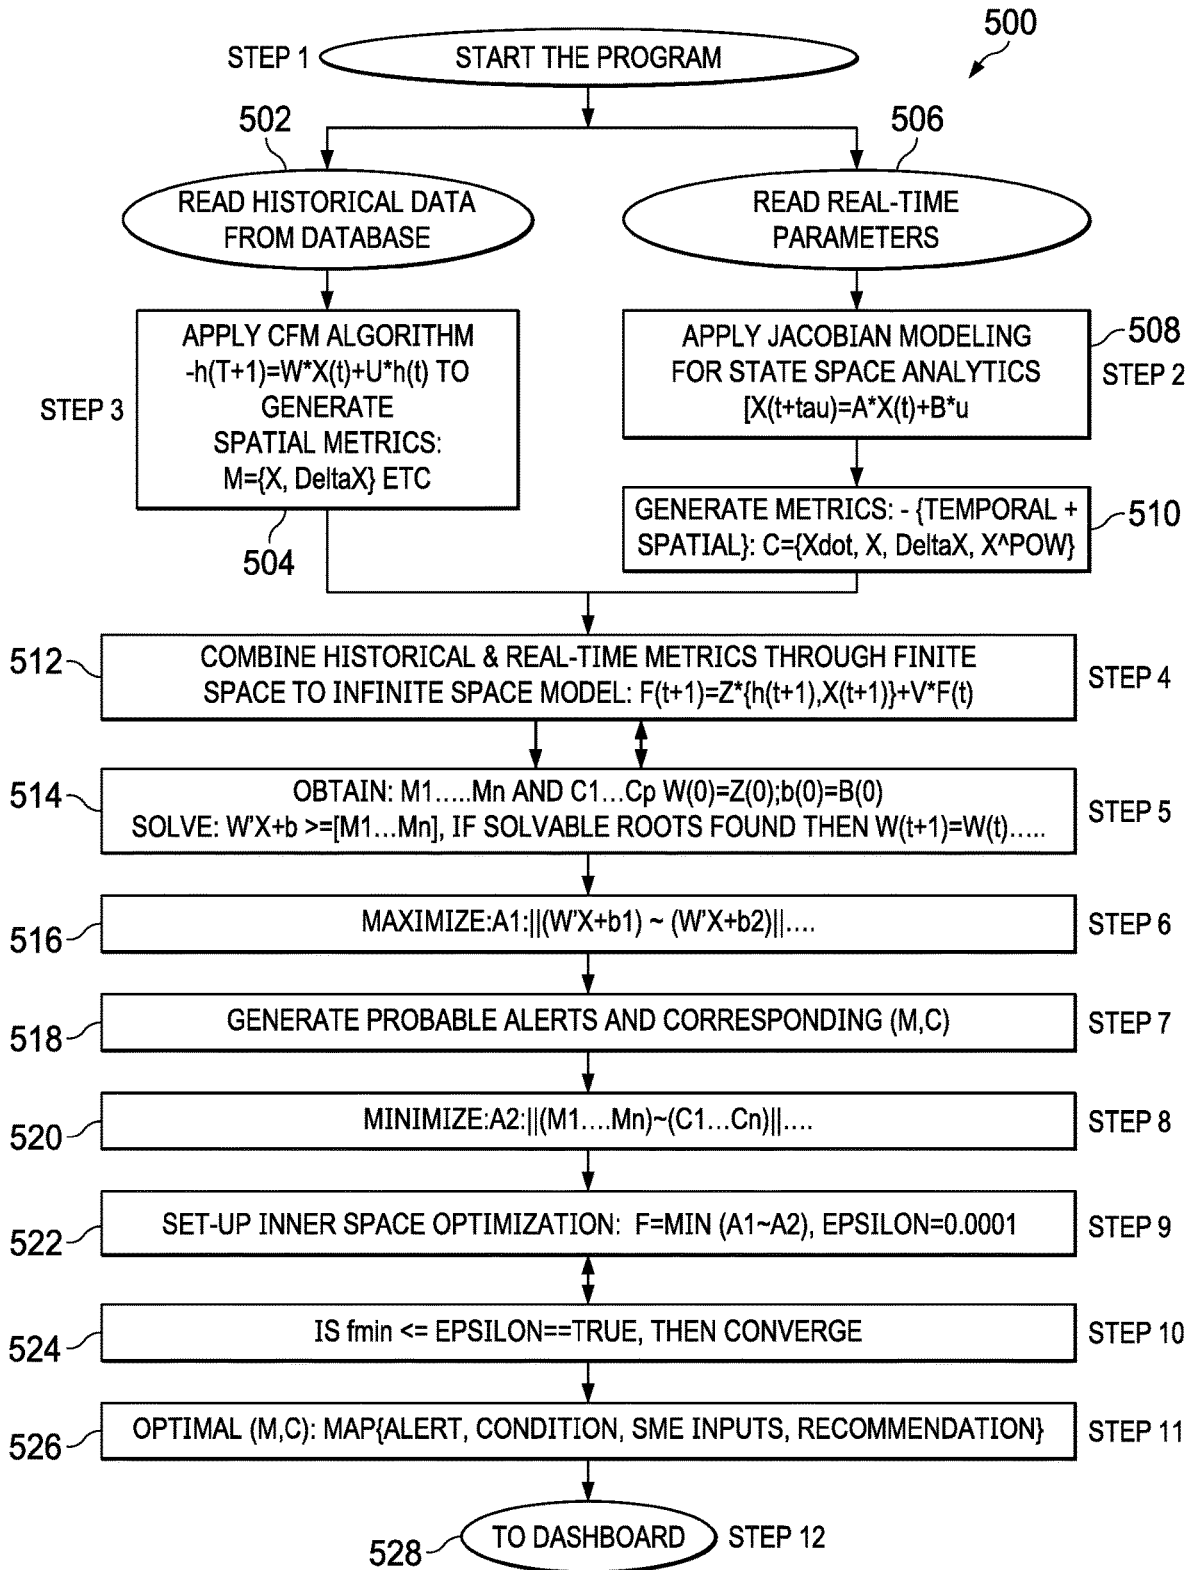 500
STEP 1
START THE PROGRAM
502
506
READ HISTORICAL DATA
FROM DATABASE
READ REAL-TIME
PARAMETERS
STEP 3
APPLY CFM ALGORITHM
-h(T+1)=W*X(t)+U*h(t) TO
GENERATE
SPATIAL METRICS:
M={X, DeltaX} ETC
504
APPLY JACOBIAN MODELING
FOR STATE SPACE ANALYTICS
[X(t+tau)=A*X(t)+B*u
508
STEP 2
GENERATE METRICS: - {TEMPORAL +
SPATIAL}: C={Xdot, X, DeltaX, X^POW}
510
512
COMBINE HISTORICAL & REAL-TIME METRICS THROUGH FINITE
SPACE TO INFINITE SPACE MODEL: F(t+1)=Z*{h(t+1),X(t+1)}+V*F(t)
STEP 4
514
OBTAIN: M1.....Mn AND C1...Cp W(0)=Z(0);b(0)=B(0)
SOLVE: W'X+b >=[M1...Mn], IF SOLVABLE ROOTS FOUND THEN W(t+1)=W(t).....
STEP 5
516
MAXIMIZE:A1:||(W'X+b1) ~ (W'X+b2)||....
STEP 6
518
GENERATE PROBABLE ALERTS AND CORRESPONDING (M,C)
STEP 7
520
MINIMIZE:A2:||(M1....Mn)~(C1...Cn)||....
STEP 8
522
SET-UP INNER SPACE OPTIMIZATION: F=MIN (A1~A2), EPSILON=0.0001
STEP 9
524
IS fmin <= EPSILON==TRUE, THEN CONVERGE
STEP 10
526
OPTIMAL (M,C): MAP{ALERT, CONDITION, SME INPUTS, RECOMMENDATION}
STEP 11
528
TO DASHBOARD
STEP 12